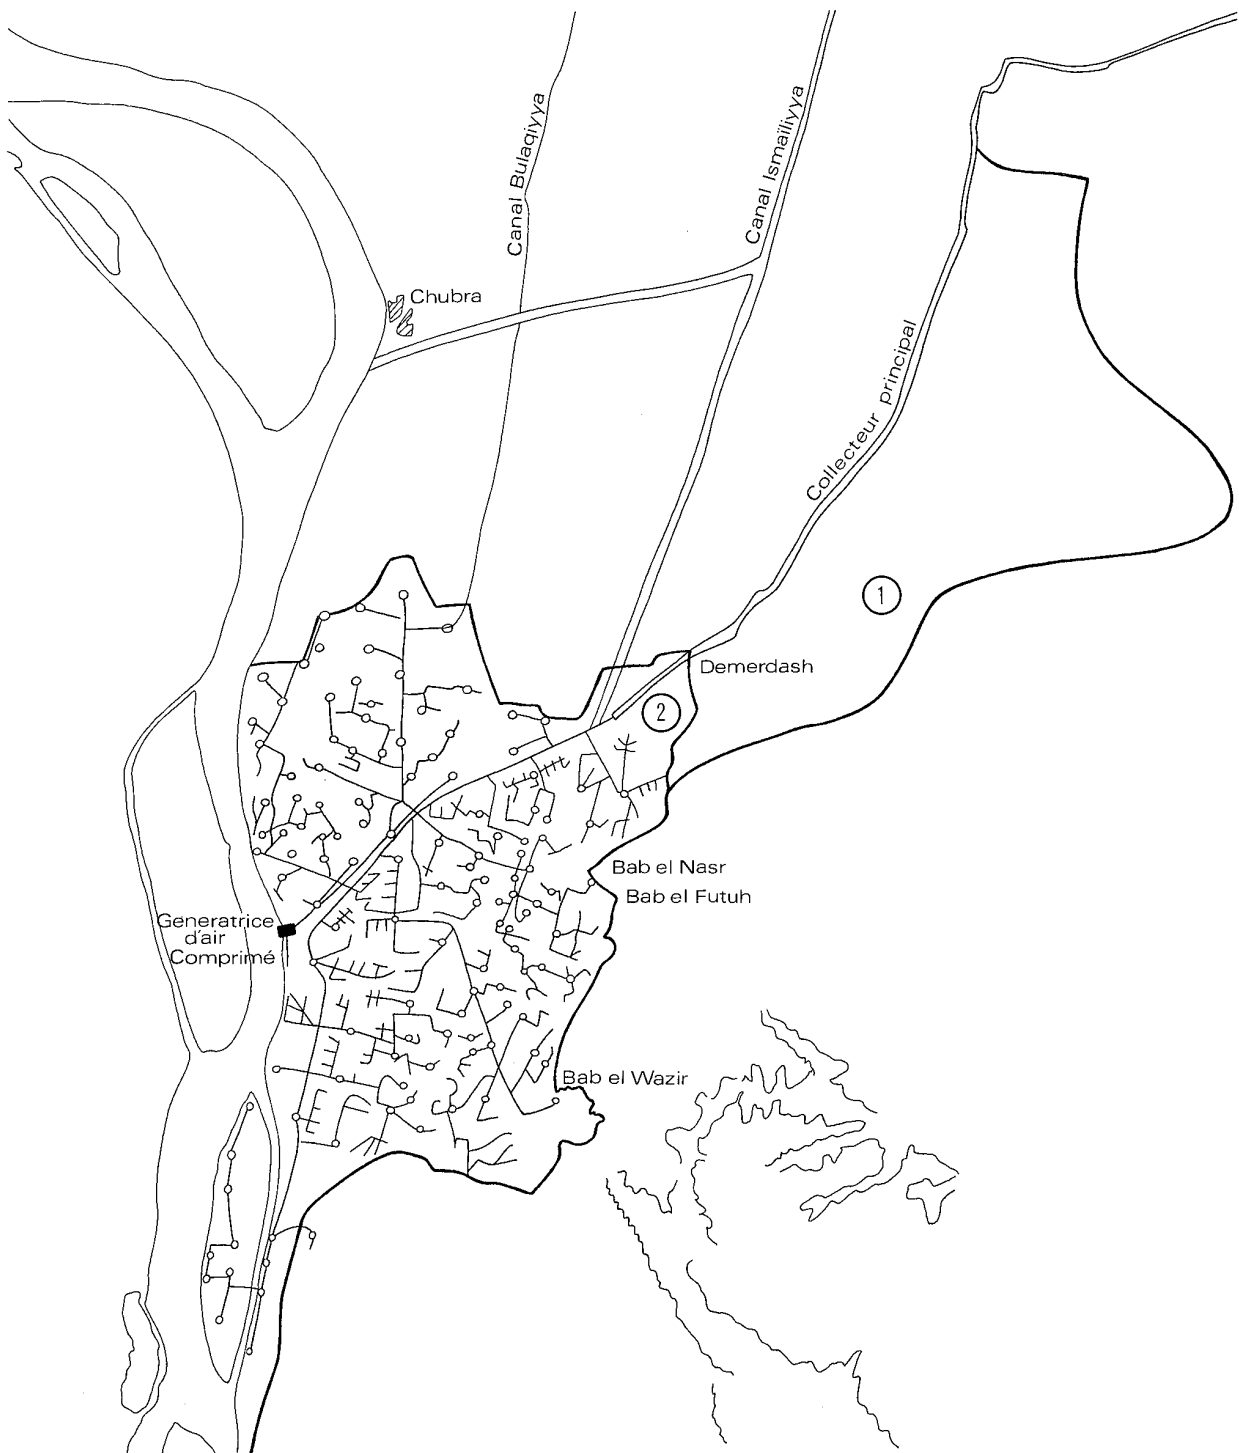 Canal Bulaqiyya
Canal Ismaïliyya
Chubra
Collecteur principal
1
Demerdash
2
Bab el Nasr
Bab el Futuh
Géneratrice
d'air
Comprimé
Bab el Wazir